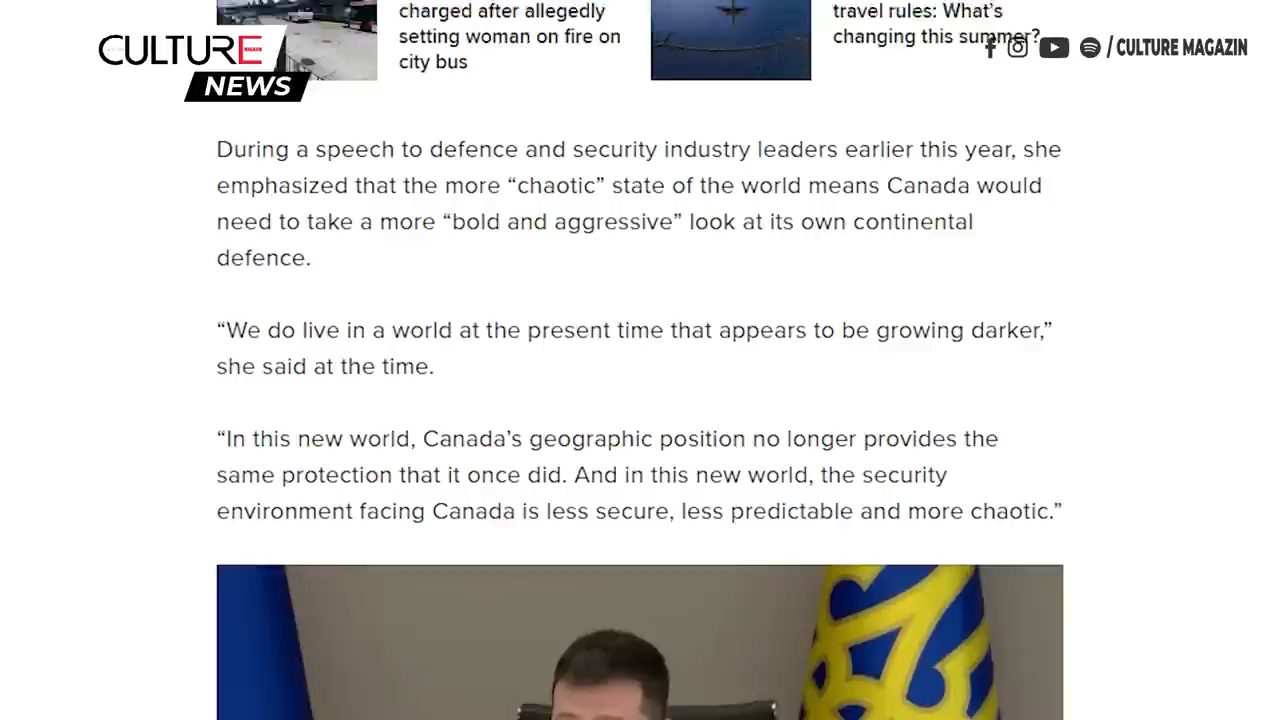 charged after allegedly
setting woman on fire on
city bus
travel rules: What's
changing this summer?
CULTURE
NEWS
/ CULTURE MAGAZIN
During a speech to defence and security industry leaders earlier this year, she
emphasized that the more “chaotic” state of the world means Canada would
need to take a more “bold and aggressive” look at its own continental
defence.
“We do live in a world at the present time that appears to be growing darker,”
she said at the time.
“In this new world, Canada’s geographic position no longer provides the
same protection that it once did. And in this new world, the security
environment facing Canada is less secure, less predictable and more chaotic.”